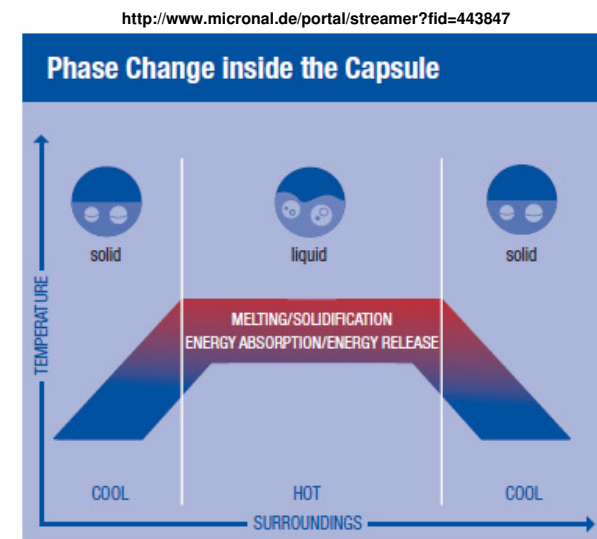 http://www.micronal.de/portal/streamer?fid=443847
Phase Change inside the Capsule
solid
liquid
solid
MELTING/SOLIDIFICATION
ENERGY ABSORPTION/ENERGY RELEASE
TEMPERATURE
COOL
HOT
COOL
SURROUNDINGS